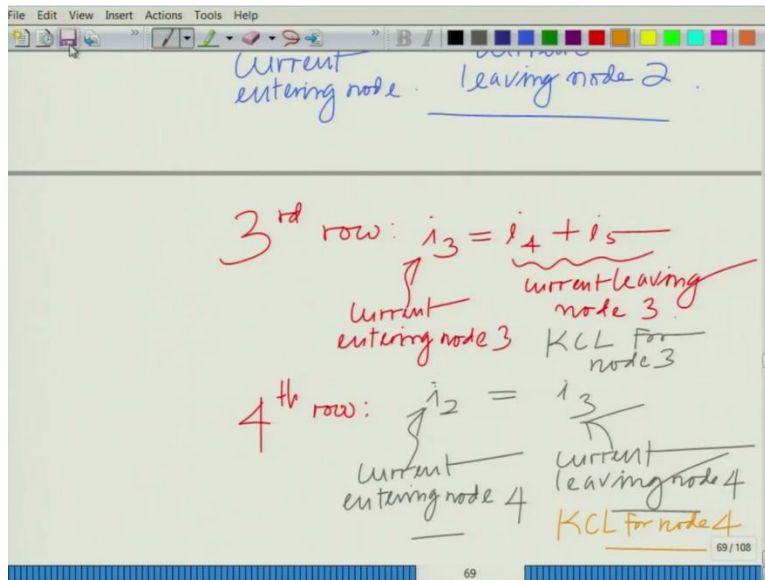 File Edit View Insert Actions Tools Help
current
entering node. leaving node 2.
3rd row: i3 = i4 + i5
current entering node 3
current leaving node 3.
KCL for node 3
4th row: i2 = i3
current entering node 4
current leaving node 4
KCL for node 4
69 / 108
69